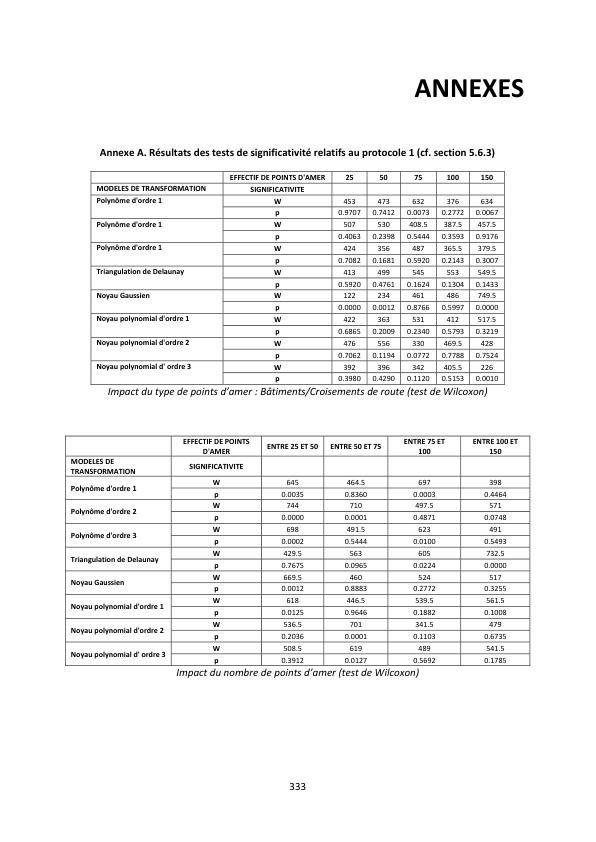 ANNEXES
Annexe A. Résultats des tests de significativité relatifs au protocole 1 (cf. section 5.6.3)
EFFECTIF DE POINTS D'AMER 25 50 75 100 150
MODELES DE TRANSFORMATION SIGNIFICATIVITE
Polynôme d'ordre 1 W 453 473 632 376 634
p 0.9707 0.7412 0.0073 0.2772 0.0067
Polynôme d'ordre 1 W 507 530 408.5 387.5 457.5
p 0.4063 0.2398 0.5444 0.3593 0.9176
Polynôme d'ordre 1 W 424 356 487 365.5 379.5
p 0.7082 0.1681 0.5920 0.2143 0.3007
Triangulation de Delaunay W 413 499 545 553 549.5
p 0.5920 0.4761 0.1624 0.1304 0.1433
Noyau Gaussien W 122 234 461 486 749.5
p 0.0000 0.0012 0.8766 0.5997 0.0000
Noyau polynomial d'ordre 1 W 422 363 531 412 517.5
p 0.6865 0.2009 0.2340 0.5793 0.3219
Noyau polynomial d'ordre 2 W 476 556 330 469.5 428
p 0.7062 0.1194 0.0772 0.7788 0.7524
Noyau polynomial d' ordre 3 W 392 396 342 405.5 226
p 0.3980 0.4290 0.1120 0.5153 0.0010
Impact du type de points d'amer : Bâtiments/Croisements de route (test de Wilcoxon)
EFFECTIF DE POINTS D'AMER ENTRE 25 ET 50 ENTRE 50 ET 75 ENTRE 75 ET 100 ENTRE 100 ET 150
MODELES DE TRANSFORMATION SIGNIFICATIVITE
Polynôme d'ordre 1 W 645 464.5 697 398
p 0.0035 0.8360 0.0003 0.4464
Polynôme d'ordre 2 W 744 710 497.5 571
p 0.0000 0.0001 0.4871 0.0748
Polynôme d'ordre 3 W 698 491.5 623 491
p 0.0002 0.5444 0.0100 0.5493
Triangulation de Delaunay W 429.5 563 605 732.5
p 0.7675 0.0965 0.0224 0.0000
Noyau Gaussien W 669.5 460 524 517
p 0.0012 0.8883 0.2772 0.3255
Noyau polynomial d'ordre 1 W 618 446.5 539.5 561.5
p 0.0125 0.9646 0.1882 0.1008
Noyau polynomial d'ordre 2 W 536.5 701 341.5 479
p 0.2036 0.0001 0.1103 0.6735
Noyau polynomial d' ordre 3 W 508.5 619 489 541.5
p 0.3912 0.0127 0.5692 0.1785
Impact du nombre de points d'amer (test de Wilcoxon)
333